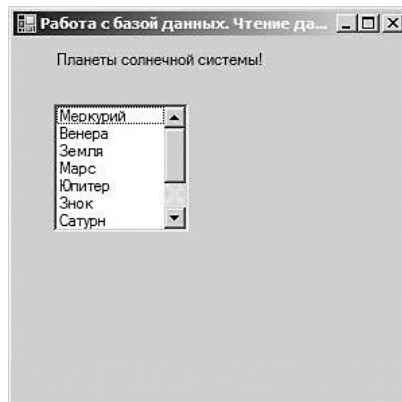 Работа с базой данных. Чтение да...
Планеты солнечной системы!
Меркурий
Венера
Земля
Марс
Юпитер
Знок
Сатурн